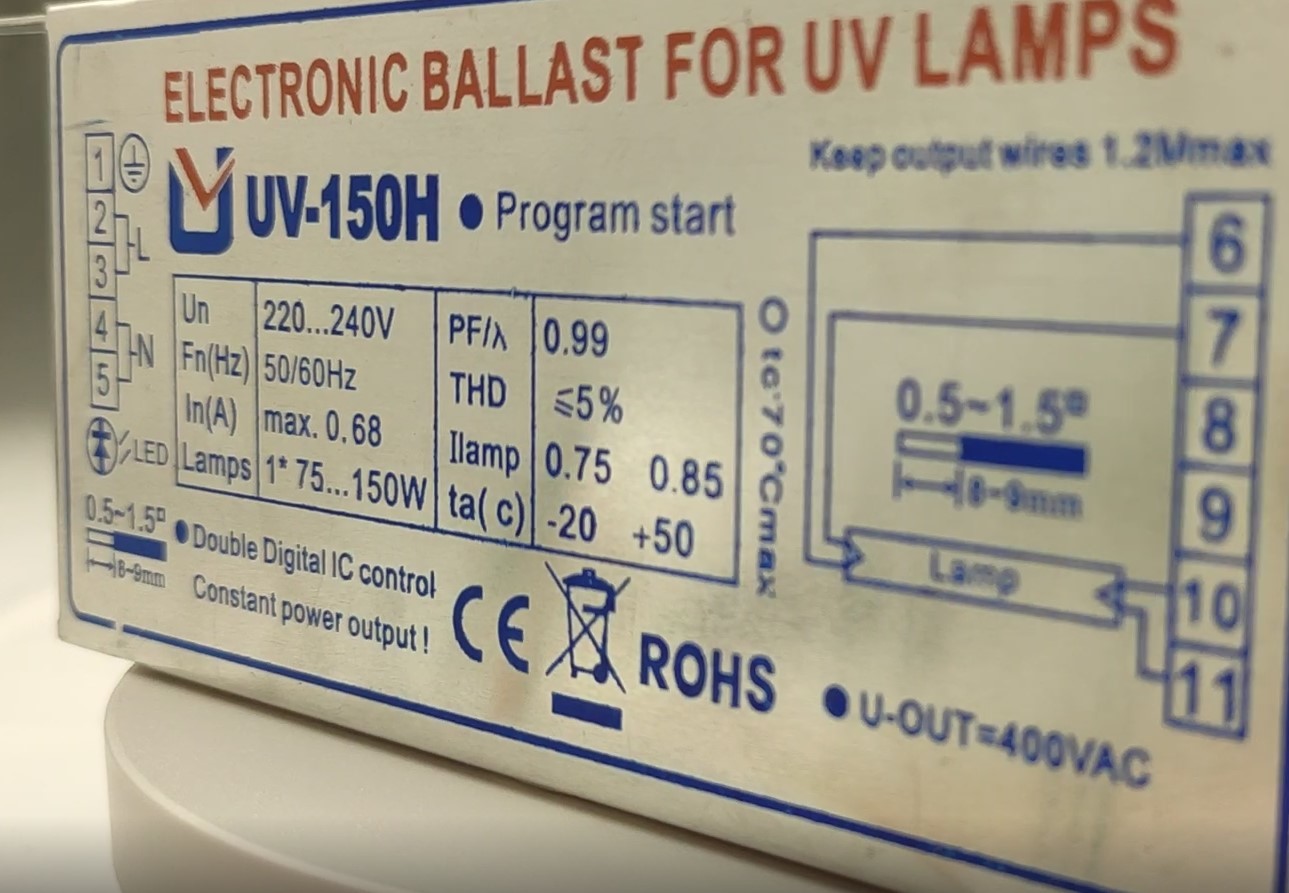 ELECTRONIC BALLAST FOR UV LAMPS
Keep output wires 1.2Mmax
UV-150H ● Program start
1
2
3
L
4
5
N
LED
0.5~1.5□
8~9mm
Un 220...240V PF/λ 0.99
Fn(Hz) 50/60Hz THD ≤5%
In(A) max. 0.68 Ilamp 0.75 0.85
Lamps 1* 75...150W ta( c) -20 +50
tc'70°Cmax
● Double Digital IC control
Constant power output !
CE
ROHS
● U-OUT=400VAC
0.5~1.5□
8~9mm
Lamp
6
7
8
9
10
11